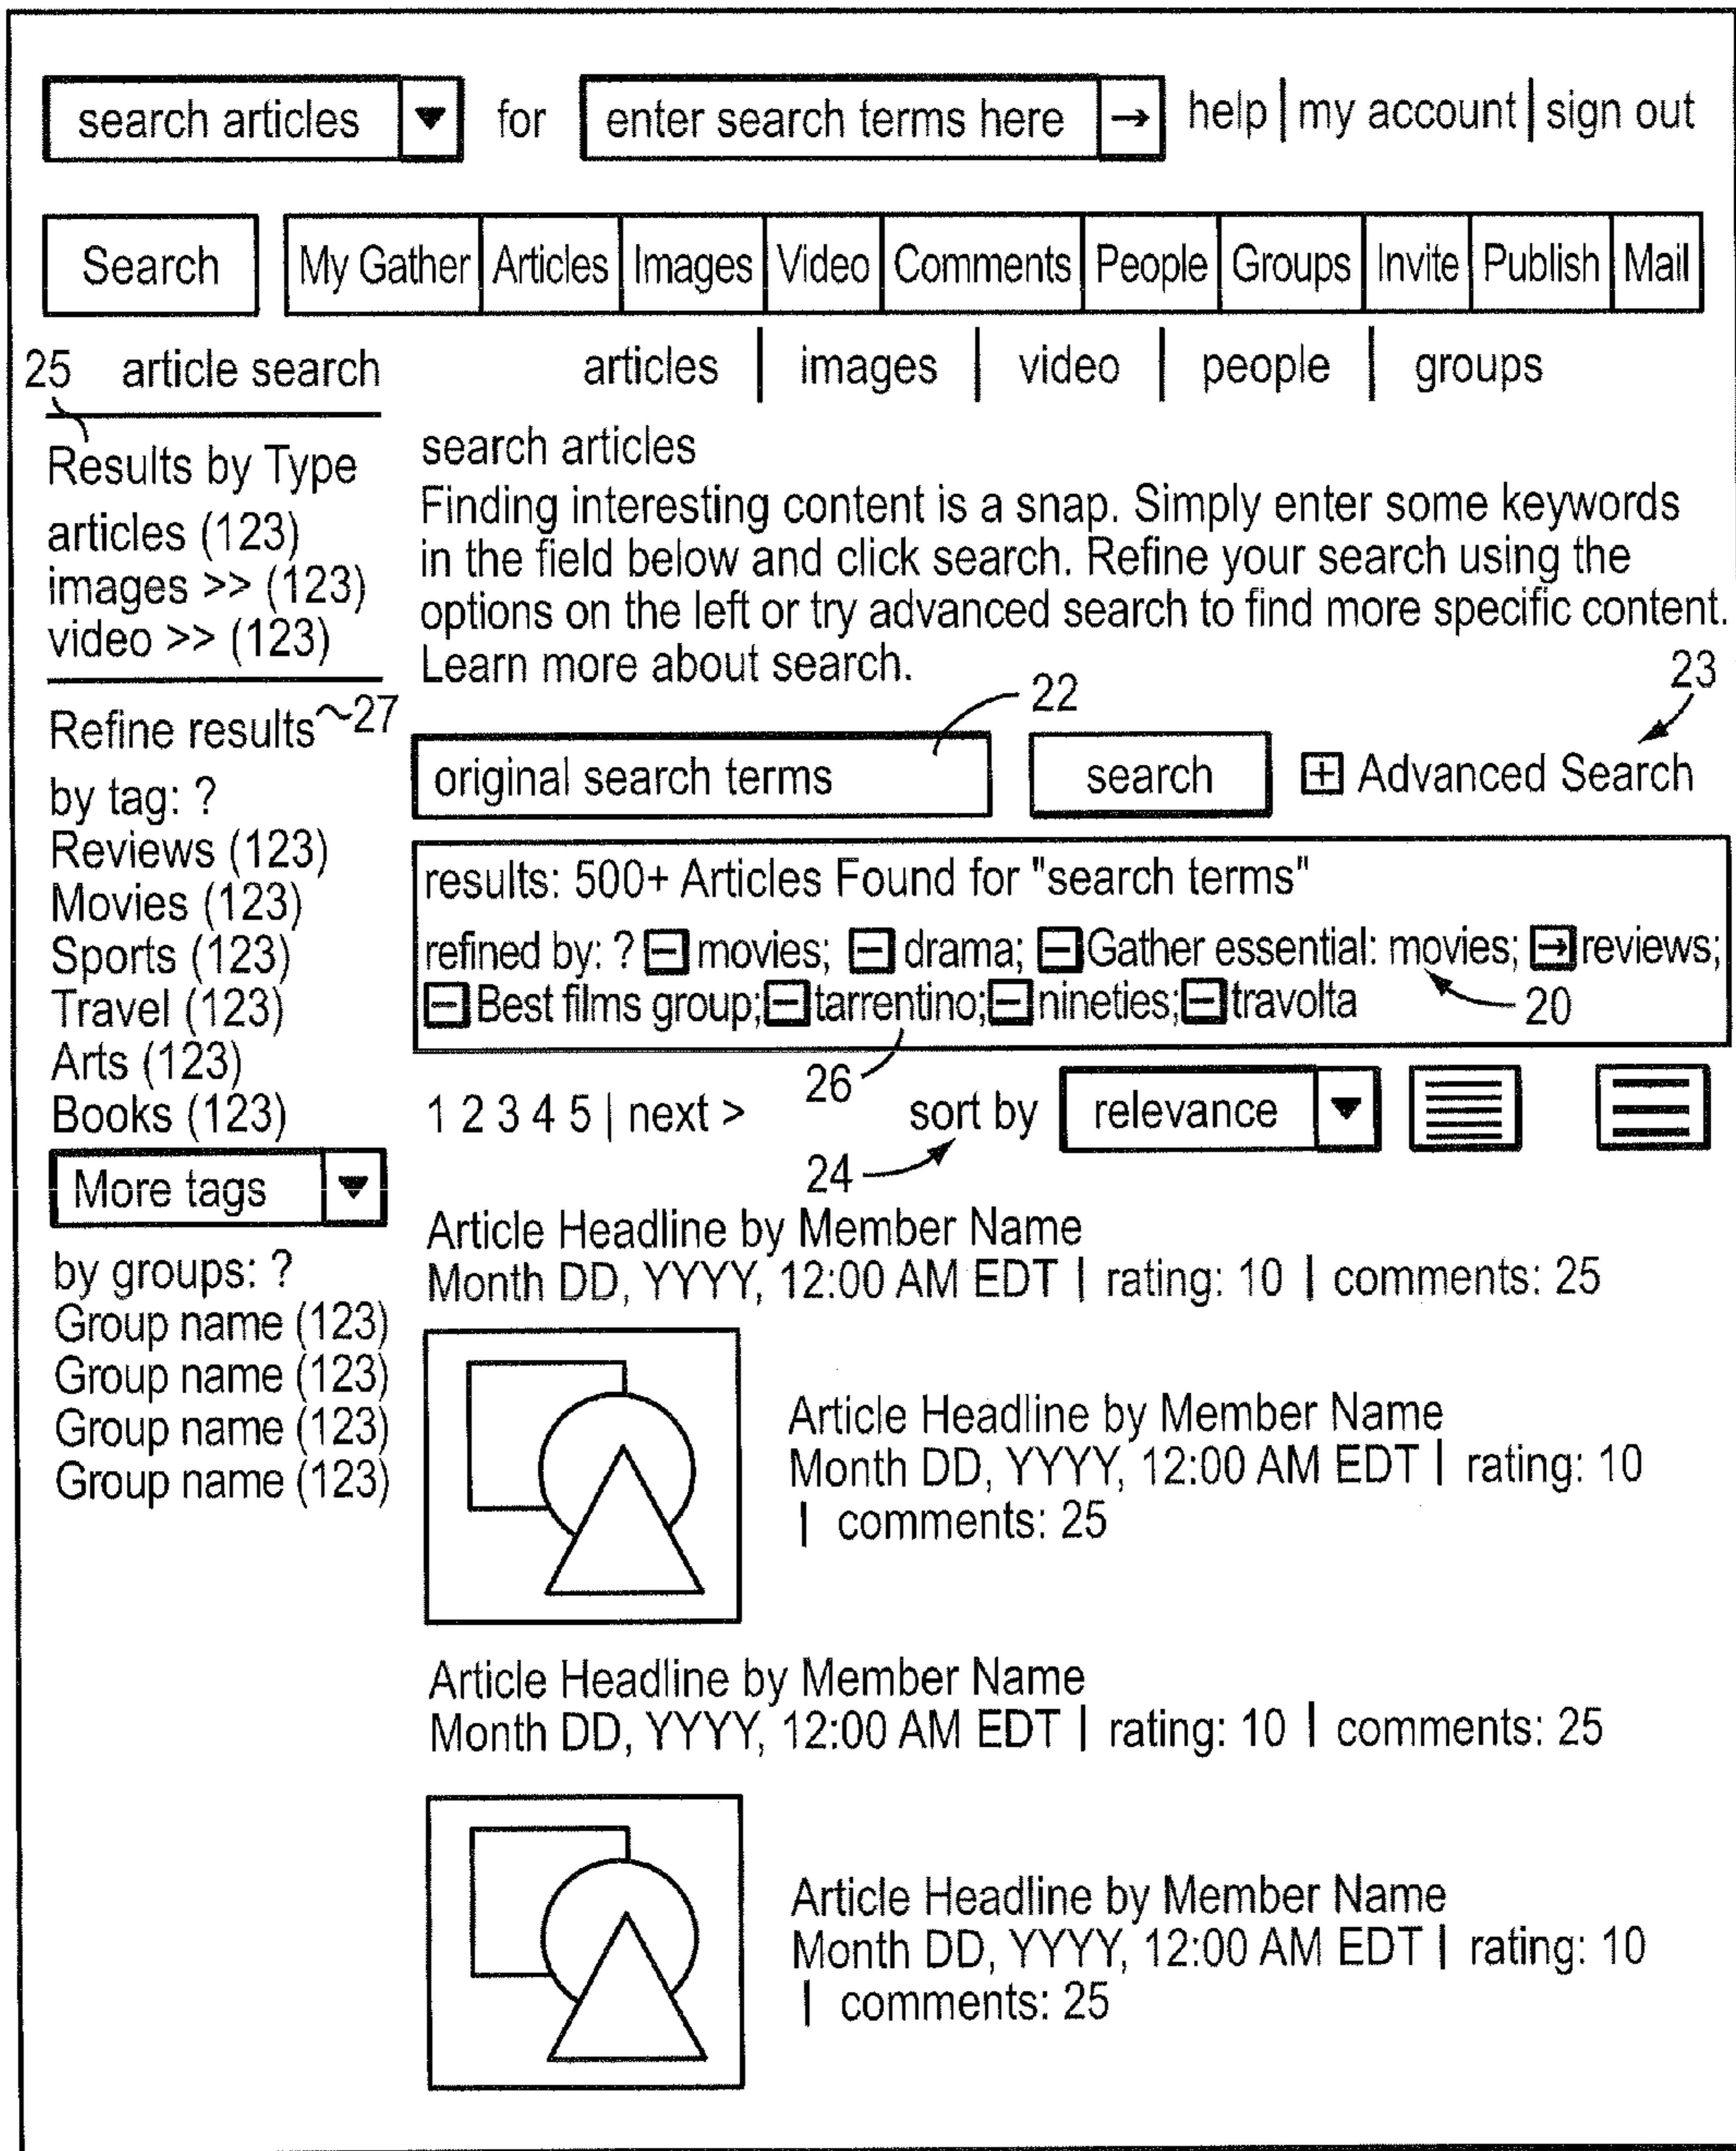 search articles ▼ for enter search terms here → help | my account | sign out
Search My Gather Articles Images Video Comments People Groups Invite Publish Mail
25 article search articles | images | video | people | groups
Results by Type
articles (123)
images >> (123)
video >> (123)
Refine results 27
by tag: ?
Reviews (123)
Movies (123)
Sports (123)
Travel (123)
Arts (123)
Books (123)
More tags ▼
by groups: ?
Group name (123)
Group name (123)
Group name (123)
Group name (123)
search articles
Finding interesting content is a snap. Simply enter some keywords
in the field below and click search. Refine your search using the
options on the left or try advanced search to find more specific content.
Learn more about search.
22 23
original search terms search + Advanced Search
results: 500+ Articles Found for "search terms"
refined by: ? − movies; − drama; − Gather essential: movies; → reviews;
− Best films group; − tarrentino; − nineties; − travolta 20
26
1 2 3 4 5 | next > sort by relevance ▼
24
Article Headline by Member Name
Month DD, YYYY, 12:00 AM EDT | rating: 10 | comments: 25
Article Headline by Member Name
Month DD, YYYY, 12:00 AM EDT | rating: 10
| comments: 25
Article Headline by Member Name
Month DD, YYYY, 12:00 AM EDT | rating: 10 | comments: 25
Article Headline by Member Name
Month DD, YYYY, 12:00 AM EDT | rating: 10
| comments: 25